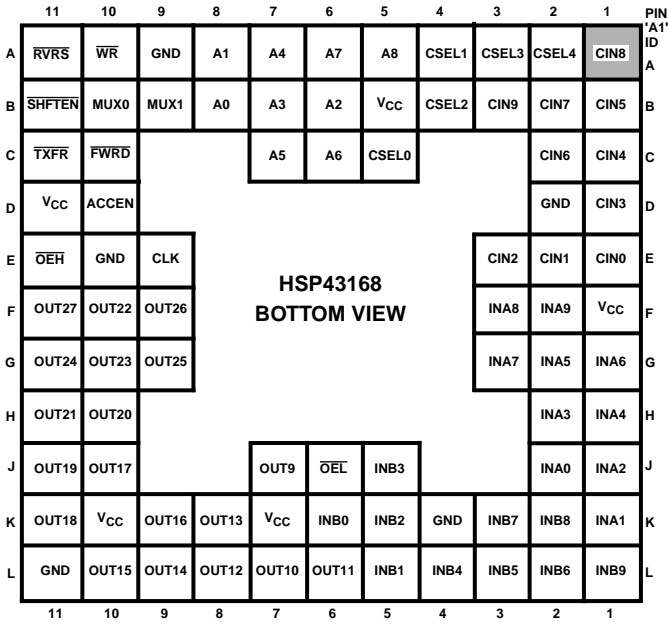 11 10 9 8 7 6 5 4 3 2 1 PIN 'A1' ID
A RVRS WR GND A1 A4 A7 A8 CSEL1 CSEL3 CSEL4 CIN8 A
B SHFTEN MUX0 MUX1 A0 A3 A2 VCC CSEL2 CIN9 CIN7 CIN5 B
C TXFR FWRD A5 A6 CSEL0 CIN6 CIN4 C
D VCC ACCEN GND CIN3 D
E OEH GND CLK CIN2 CIN1 CIN0 E
HSP43168
BOTTOM VIEW
F OUT27 OUT22 OUT26 INA8 INA9 VCC F
G OUT24 OUT23 OUT25 INA7 INA5 INA6 G
H OUT21 OUT20 INA3 INA4 H
J OUT19 OUT17 OUT9 OEL INB3 INA0 INA2 J
K OUT18 VCC OUT16 OUT13 VCC INB0 INB2 GND INB7 INB8 INA1 K
L GND OUT15 OUT14 OUT12 OUT10 OUT11 INB1 INB4 INB5 INB6 INB9 L
11 10 9 8 7 6 5 4 3 2 1